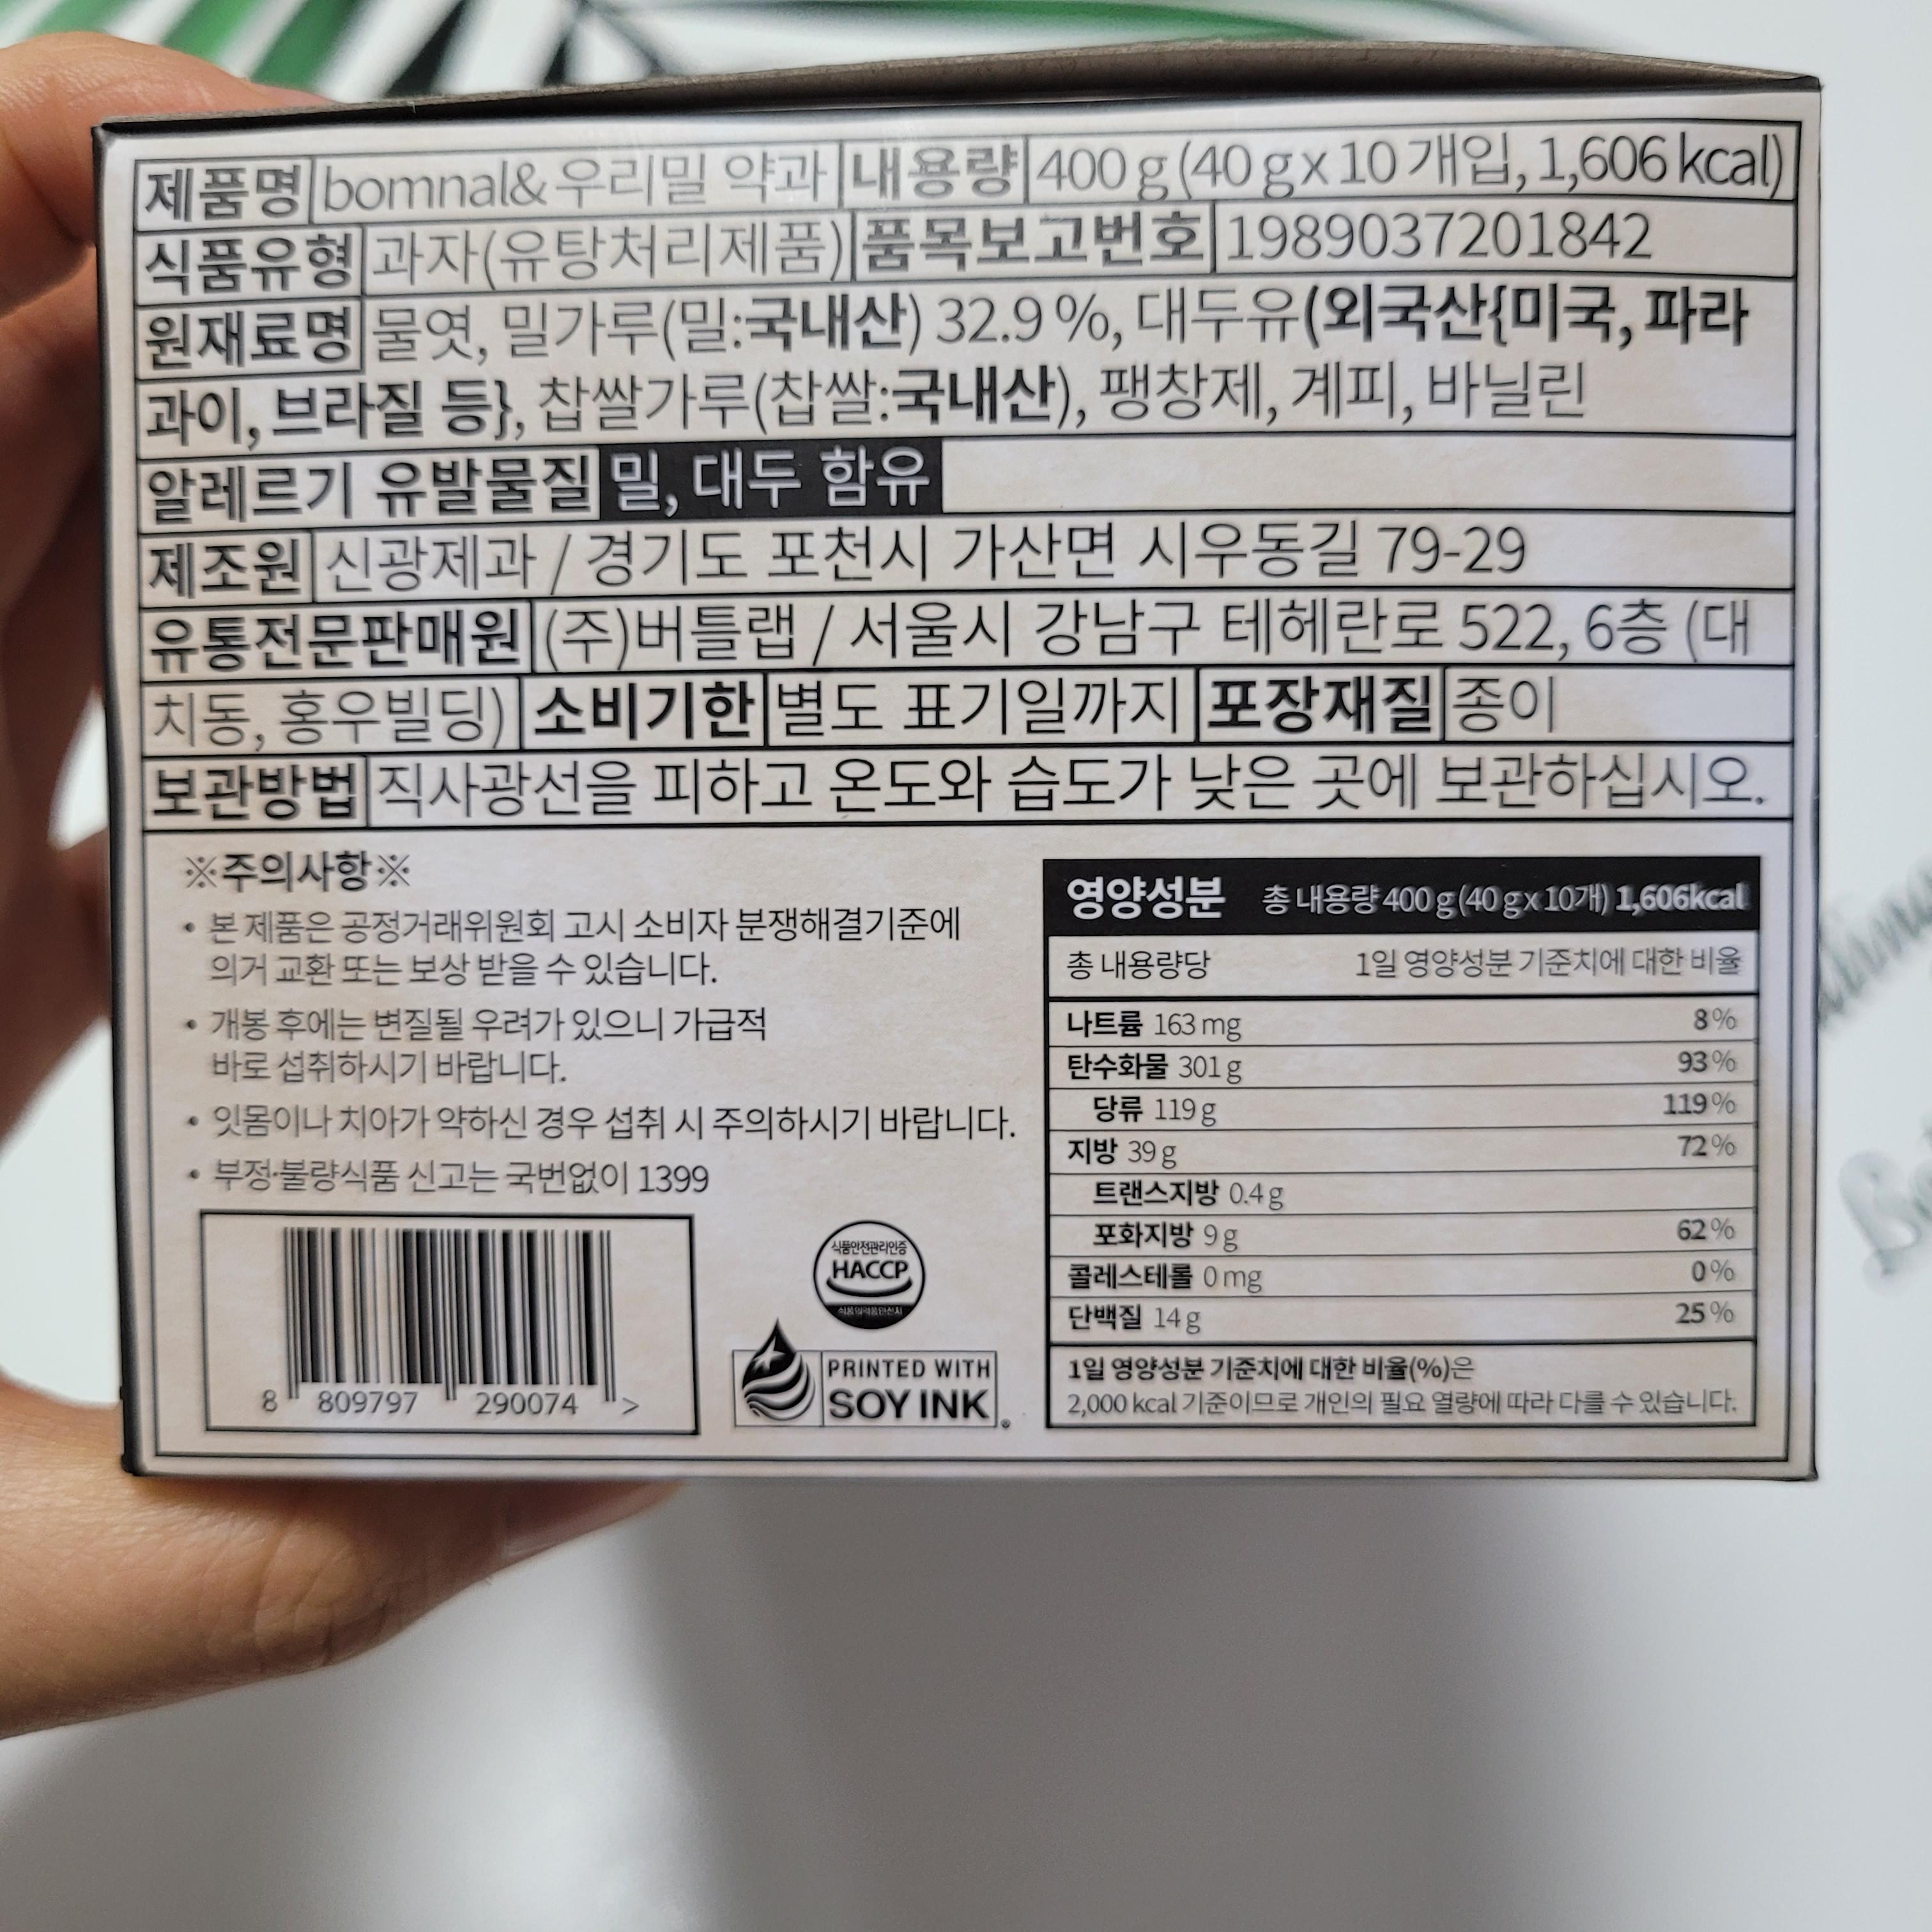 제품명 bomnal&우리밀 약과 내용량 400 g (40 g x 10 개입, 1,606 kcal)
식품유형 과자(유탕처리제품) 품목보고번호 1989037201842
원재료명 물엿, 밀가루(밀:국내산) 32.9 %, 대두유(외국산{미국, 파라
과이, 브라질 등}, 찹쌀가루(찹쌀:국내산), 팽창제, 계피, 바닐린
알레르기 유발물질 밀, 대두 함유
제조원 신광제과 / 경기도 포천시 가산면 시우동길 79-29
유통전문판매원 (주)버틀랩 / 서울시 강남구 테헤란로 522, 6층 (대
치동, 홍우빌딩) 소비기한 별도 표기일까지 포장재질 종이
보관방법 직사광선을 피하고 온도와 습도가 낮은 곳에 보관하십시오.
※주의사항※
• 본 제품은 공정거래위원회 고시 소비자 분쟁해결기준에
의거 교환 또는 보상 받을 수 있습니다.
• 개봉 후에는 변질될 우려가 있으니 가급적
바로 섭취하시기 바랍니다.
• 잇몸이나 치아가 약하신 경우 섭취 시 주의하시기 바랍니다.
• 부정·불량식품 신고는 국번없이 1399
8 809797 290074 >
식품안전관리인증
HACCP
PRINTED WITH
SOY INK
영양성분 총 내용량 400 g (40 g x 10개) 1,606kcal
총 내용량당 1일 영양성분 기준치에 대한 비율
나트륨 163 mg 8 %
탄수화물 301 g 93 %
당류 119 g 119 %
지방 39 g 72 %
트랜스지방 0.4 g
포화지방 9 g 62 %
콜레스테롤 0 mg 0 %
단백질 14 g 25 %
1일 영양성분 기준치에 대한 비율(%)은
2,000 kcal 기준이므로 개인의 필요 열량에 따라 다를 수 있습니다.